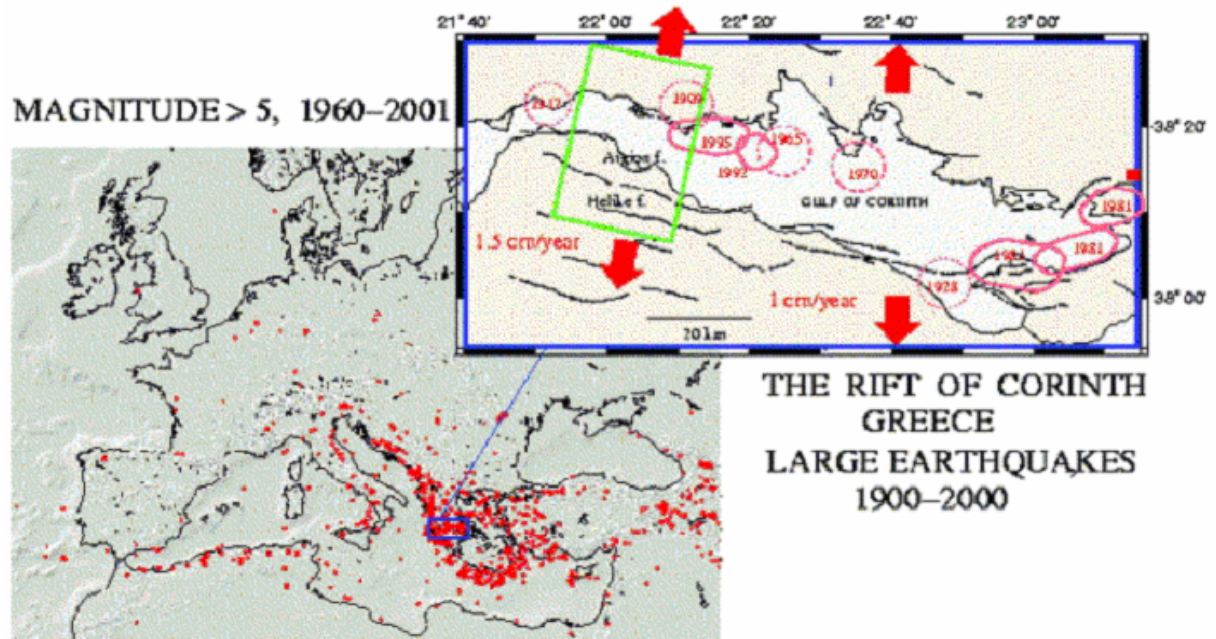 21° 40'
22° 00'
22° 20'
22° 40'
23° 00'
MAGNITUDE > 5, 1960–2001
1909
1995
1965
1992
1970
38° 20'
GULF OF CORINTH
Helike f.
1981
1981
1928
1.5 cm/year
1 cm/year
20 km
38° 00'
THE RIFT OF CORINTH
GREECE
LARGE EARTHQUAKES
1900–2000